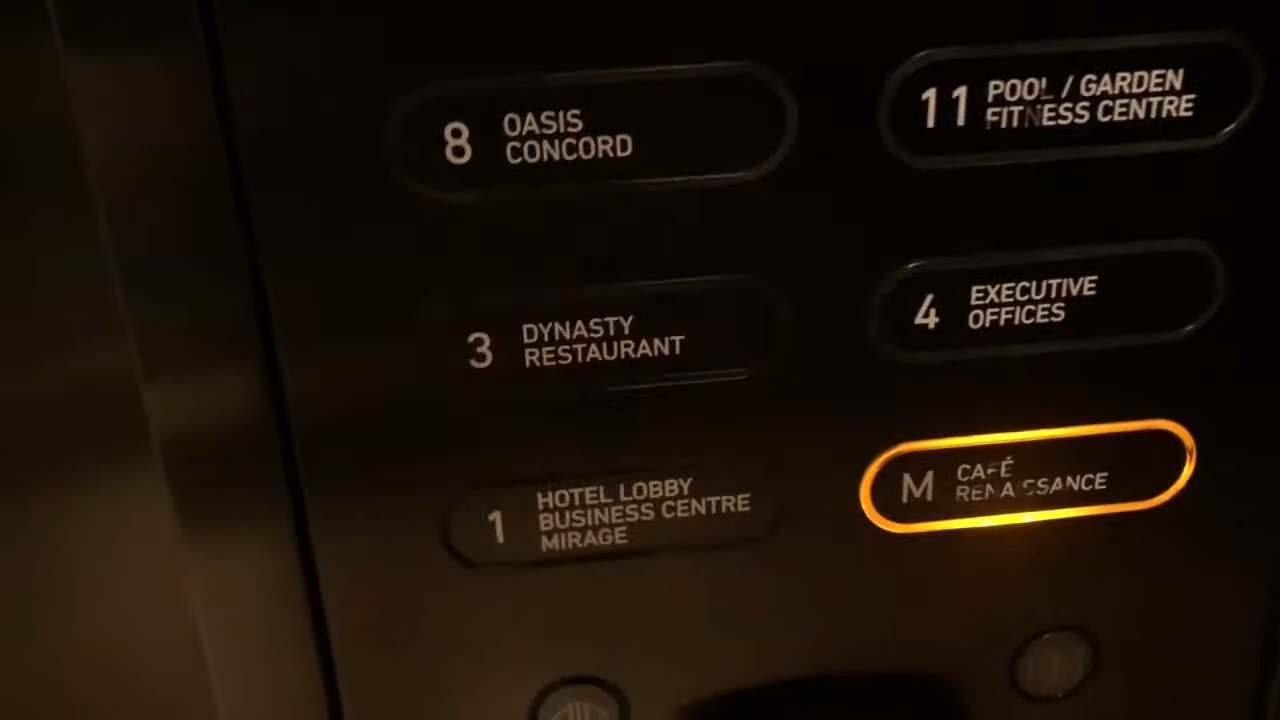 8 OASIS
CONCORD
11 POOL / GARDEN
FITNESS CENTRE
3 DYNASTY
RESTAURANT
4 EXECUTIVE
OFFICES
1 HOTEL LOBBY
BUSINESS CENTRE
MIRAGE
M CAFÉ
RENAISSANCE